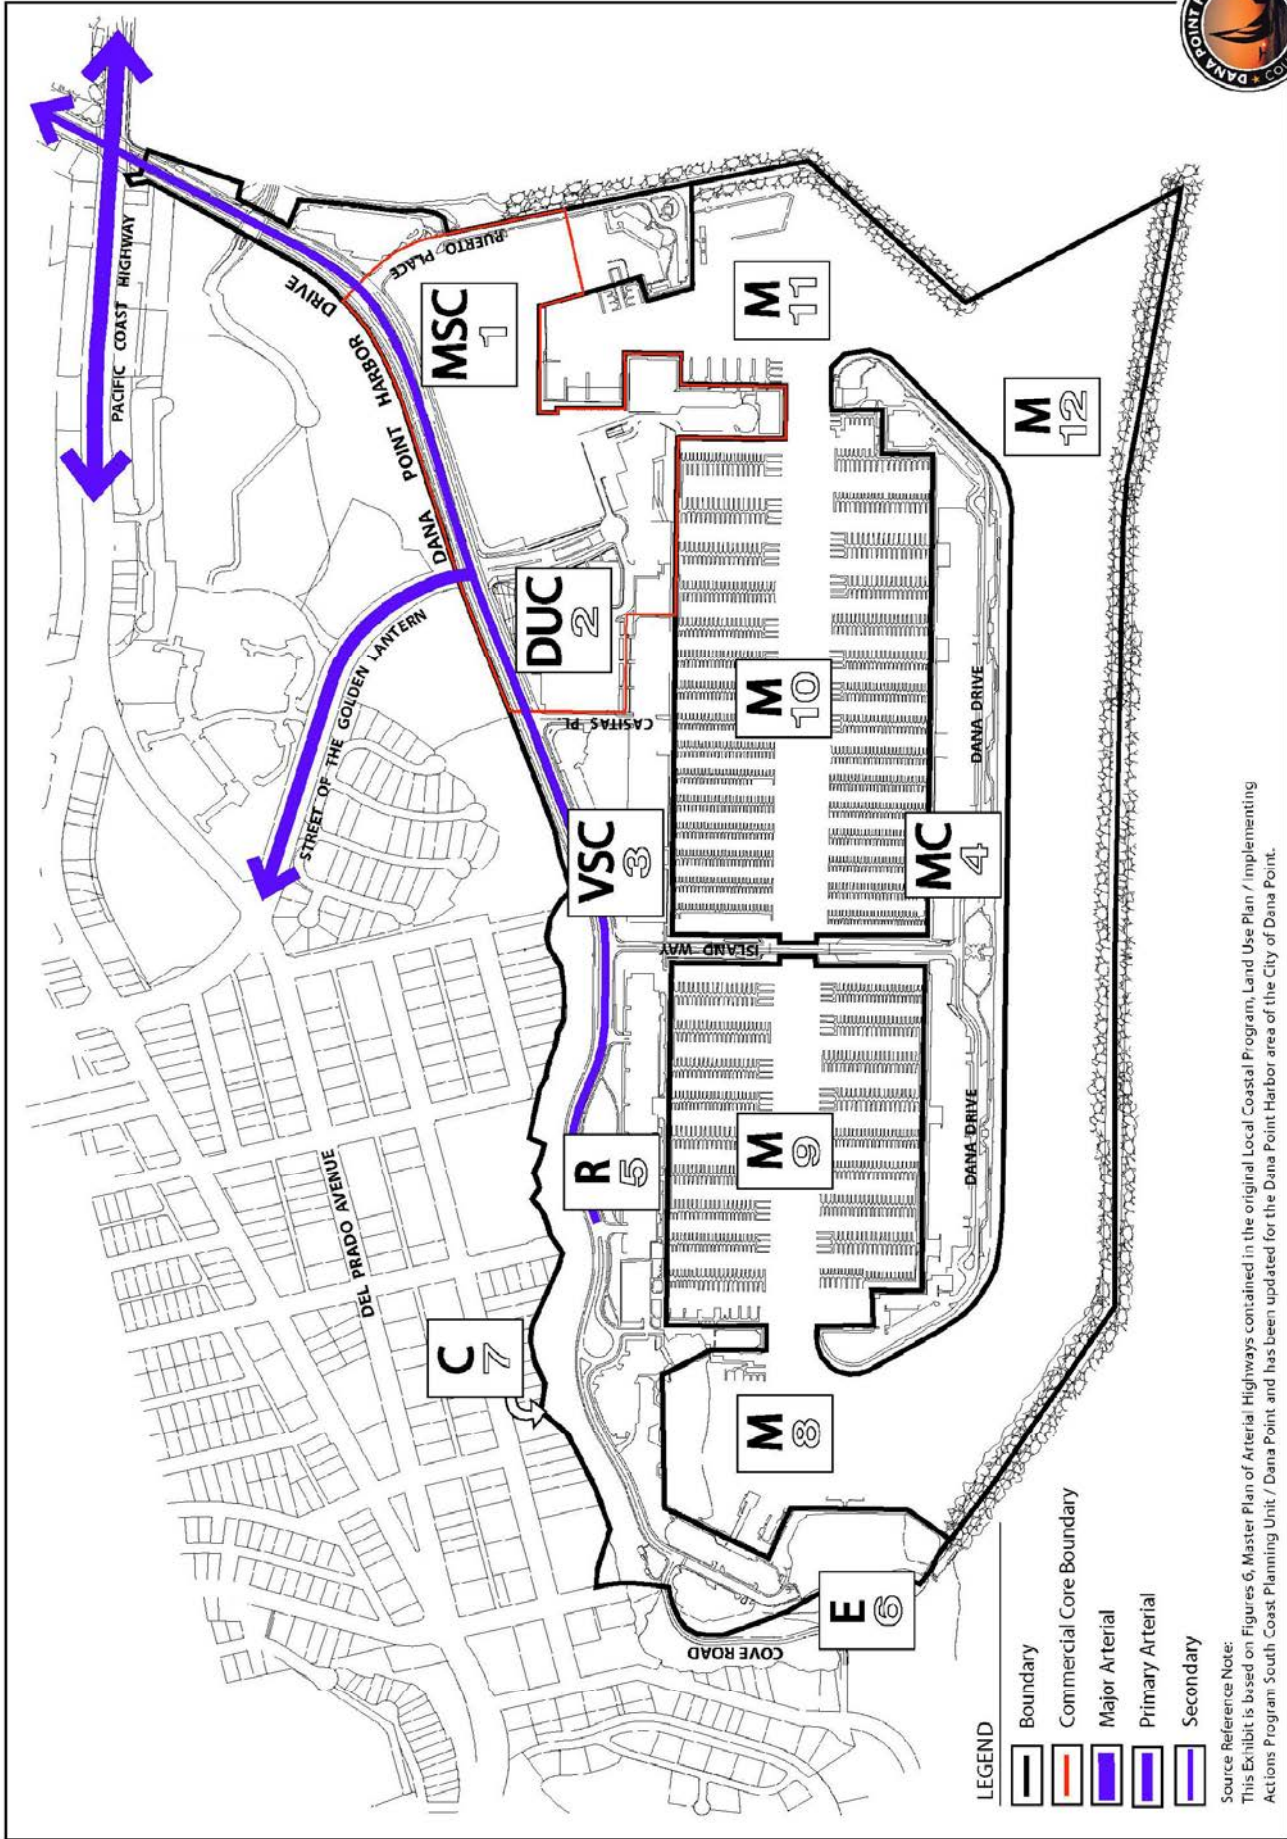 PACIFIC COAST HIGHWAY
DANA POINT HARBOR DRIVE
PUERTO PLACE
STREET OF THE GOLDEN LANTERN
DEL PRADO AVENUE
CASITAS PL.
ISLAND WAY
DANA DRIVE
DANA DRIVE
COVE ROAD
MSC
1
DUC
2
VSC
3
MC
4
R
5
E
6
C
7
M
8
M
9
M
10
M
11
M
12
DANA POINT
LEGEND
Boundary
Commercial Core Boundary
Major Arterial
Primary Arterial
Secondary
Source Reference Note:
This Exhibit is based on Figures 6, Master Plan of Arterial Highways contained in the original Local Coastal Program, Land Use Plan / Implementing
Actions Program South Coast Planning Unit / Dana Point and has been updated for the Dana Point Harbor area of the City of Dana Point.